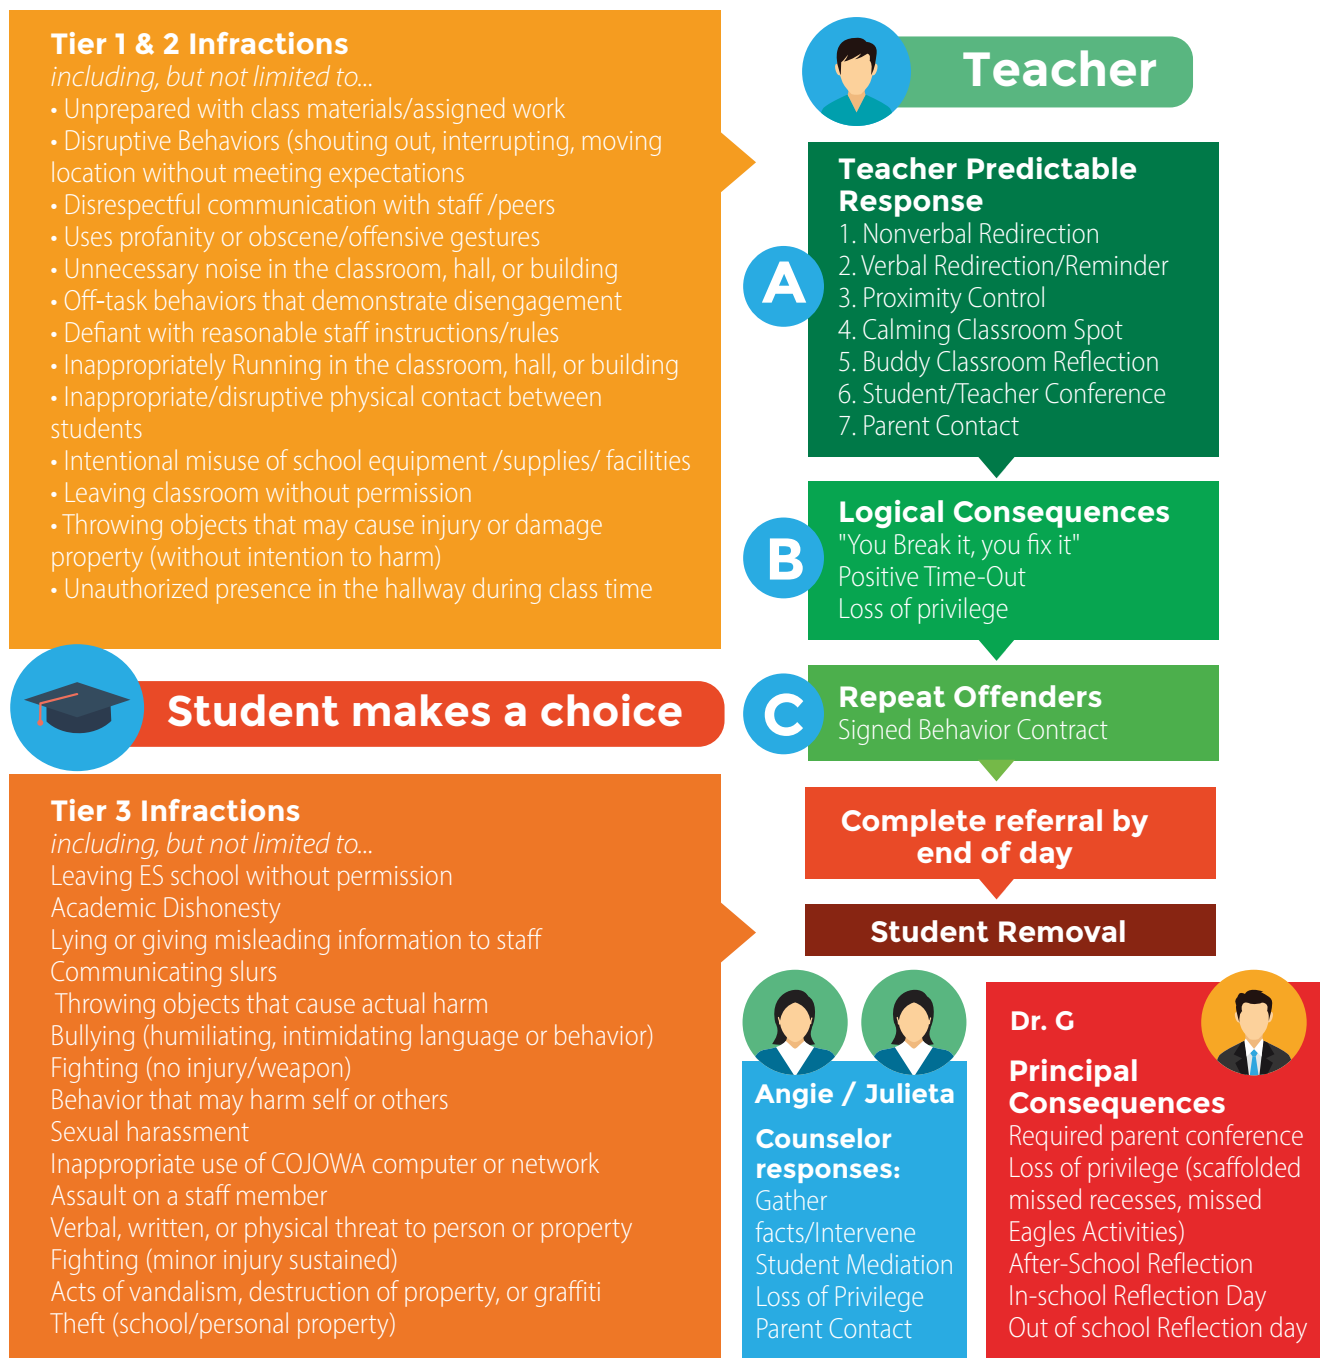 Tier 1 & 2 Infractions
including, but not limited to...
• Unprepared with class materials/assigned work
• Disruptive Behaviors (shouting out, interrupting, moving
location without meeting expectations
• Disrespectful communication with staff /peers
• Uses profanity or obscene/offensive gestures
• Unnecessary noise in the classroom, hall, or building
• Off-task behaviors that demonstrate disengagement
• Defiant with reasonable staff instructions/rules
• Inappropriately Running in the classroom, hall, or building
• Inappropriate/disruptive physical contact between
students
• Intentional misuse of school equipment /supplies/ facilities
• Leaving classroom without permission
• Throwing objects that may cause injury or damage
property (without intention to harm)
• Unauthorized presence in the hallway during class time
Student makes a choice
Tier 3 Infractions
including, but not limited to...
Leaving ES school without permission
Academic Dishonesty
Lying or giving misleading information to staff
Communicating slurs
Throwing objects that cause actual harm
Bullying (humiliating, intimidating language or behavior)
Fighting (no injury/weapon)
Behavior that may harm self or others
Sexual harassment
Inappropriate use of COJOWA computer or network
Assault on a staff member
Verbal, written, or physical threat to person or property
Fighting (minor injury sustained)
Acts of vandalism, destruction of property, or graffiti
Theft (school/personal property)
Teacher
A
Teacher Predictable
Response
1. Nonverbal Redirection
2. Verbal Redirection/Reminder
3. Proximity Control
4. Calming Classroom Spot
5. Buddy Classroom Reflection
6. Student/Teacher Conference
7. Parent Contact
B
Logical Consequences
"You Break it, you fix it"
Positive Time-Out
Loss of privilege
C
Repeat Offenders
Signed Behavior Contract
Complete referral by
end of day
Student Removal
Angie / Julieta
Counselor
responses:
Gather
facts/Intervene
Student Mediation
Loss of Privilege
Parent Contact
Dr. G
Principal
Consequences
Required parent conference
Loss of privilege (scaffolded
missed recesses, missed
Eagles Activities)
After-School Reflection
In-school Reflection Day
Out of school Reflection day